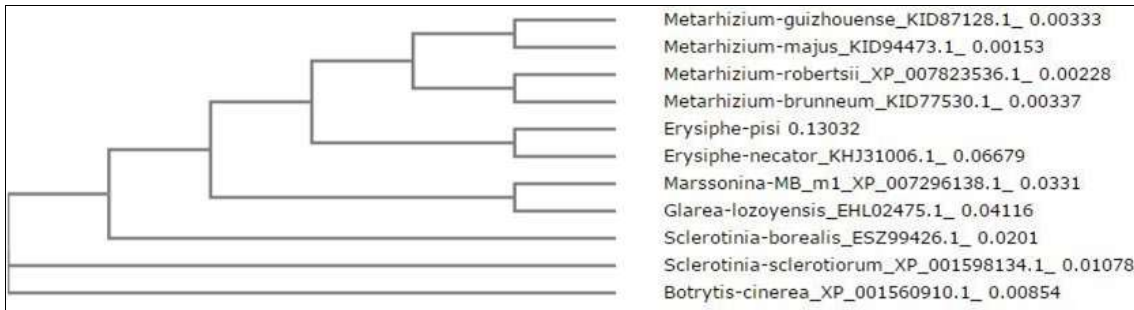 Metarhizium-guizhouense_KID87128.1_ 0.00333
Metarhizium-majus_KID94473.1_ 0.00153
Metarhizium-robertsii_XP_007823536.1_ 0.00228
Metarhizium-brunneum_KID77530.1_ 0.00337
Erysiphe-pisi 0.13032
Erysiphe-necator_KHJ31006.1_ 0.06679
Marssonina-MB_m1_XP_007296138.1_ 0.0331
Glarea-lozoyensis_EHL02475.1_ 0.04116
Sclerotinia-borealis_ESZ99426.1_ 0.0201
Sclerotinia-sclerotiorum_XP_001598134.1_ 0.01078
Botrytis-cinerea_XP_001560910.1_ 0.00854